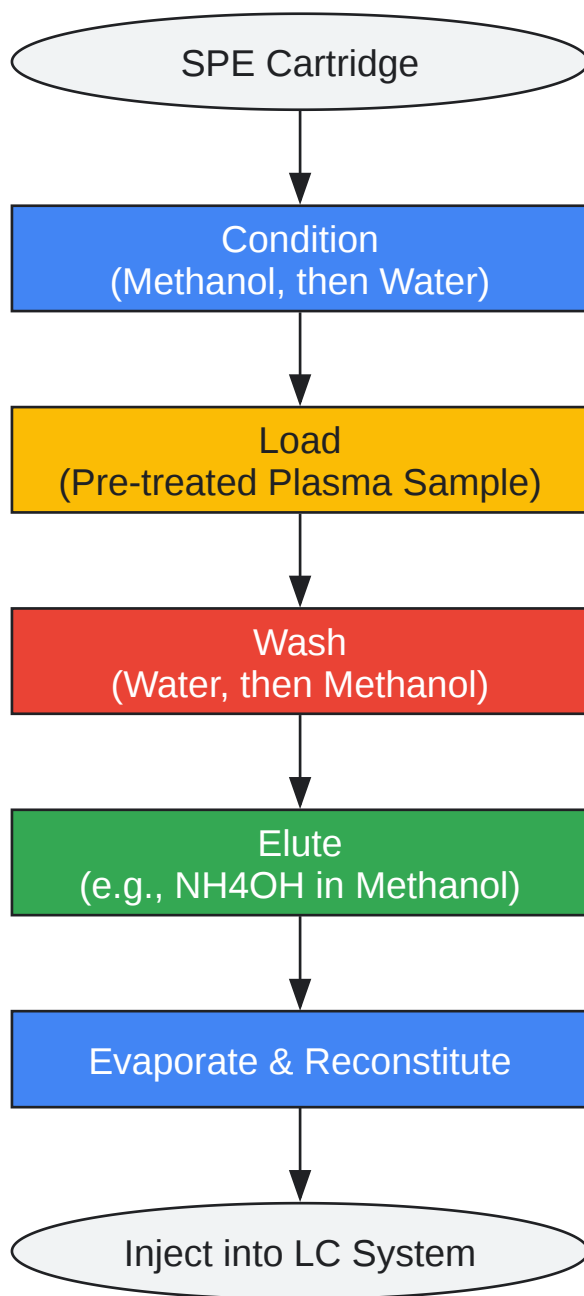 SPE Cartridge
Condition
(Methanol, then Water)
Load
(Pre-treated Plasma Sample)
Wash
(Water, then Methanol)
Elute
(e.g., NH4OH in Methanol)
Evaporate & Reconstitute
Inject into LC System